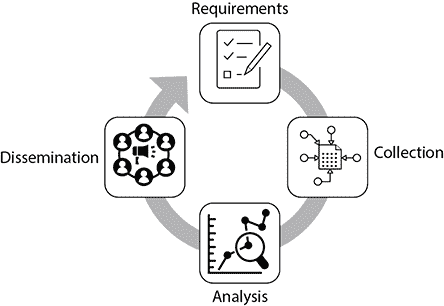 Requirements
Collection
Dissemination
Analysis